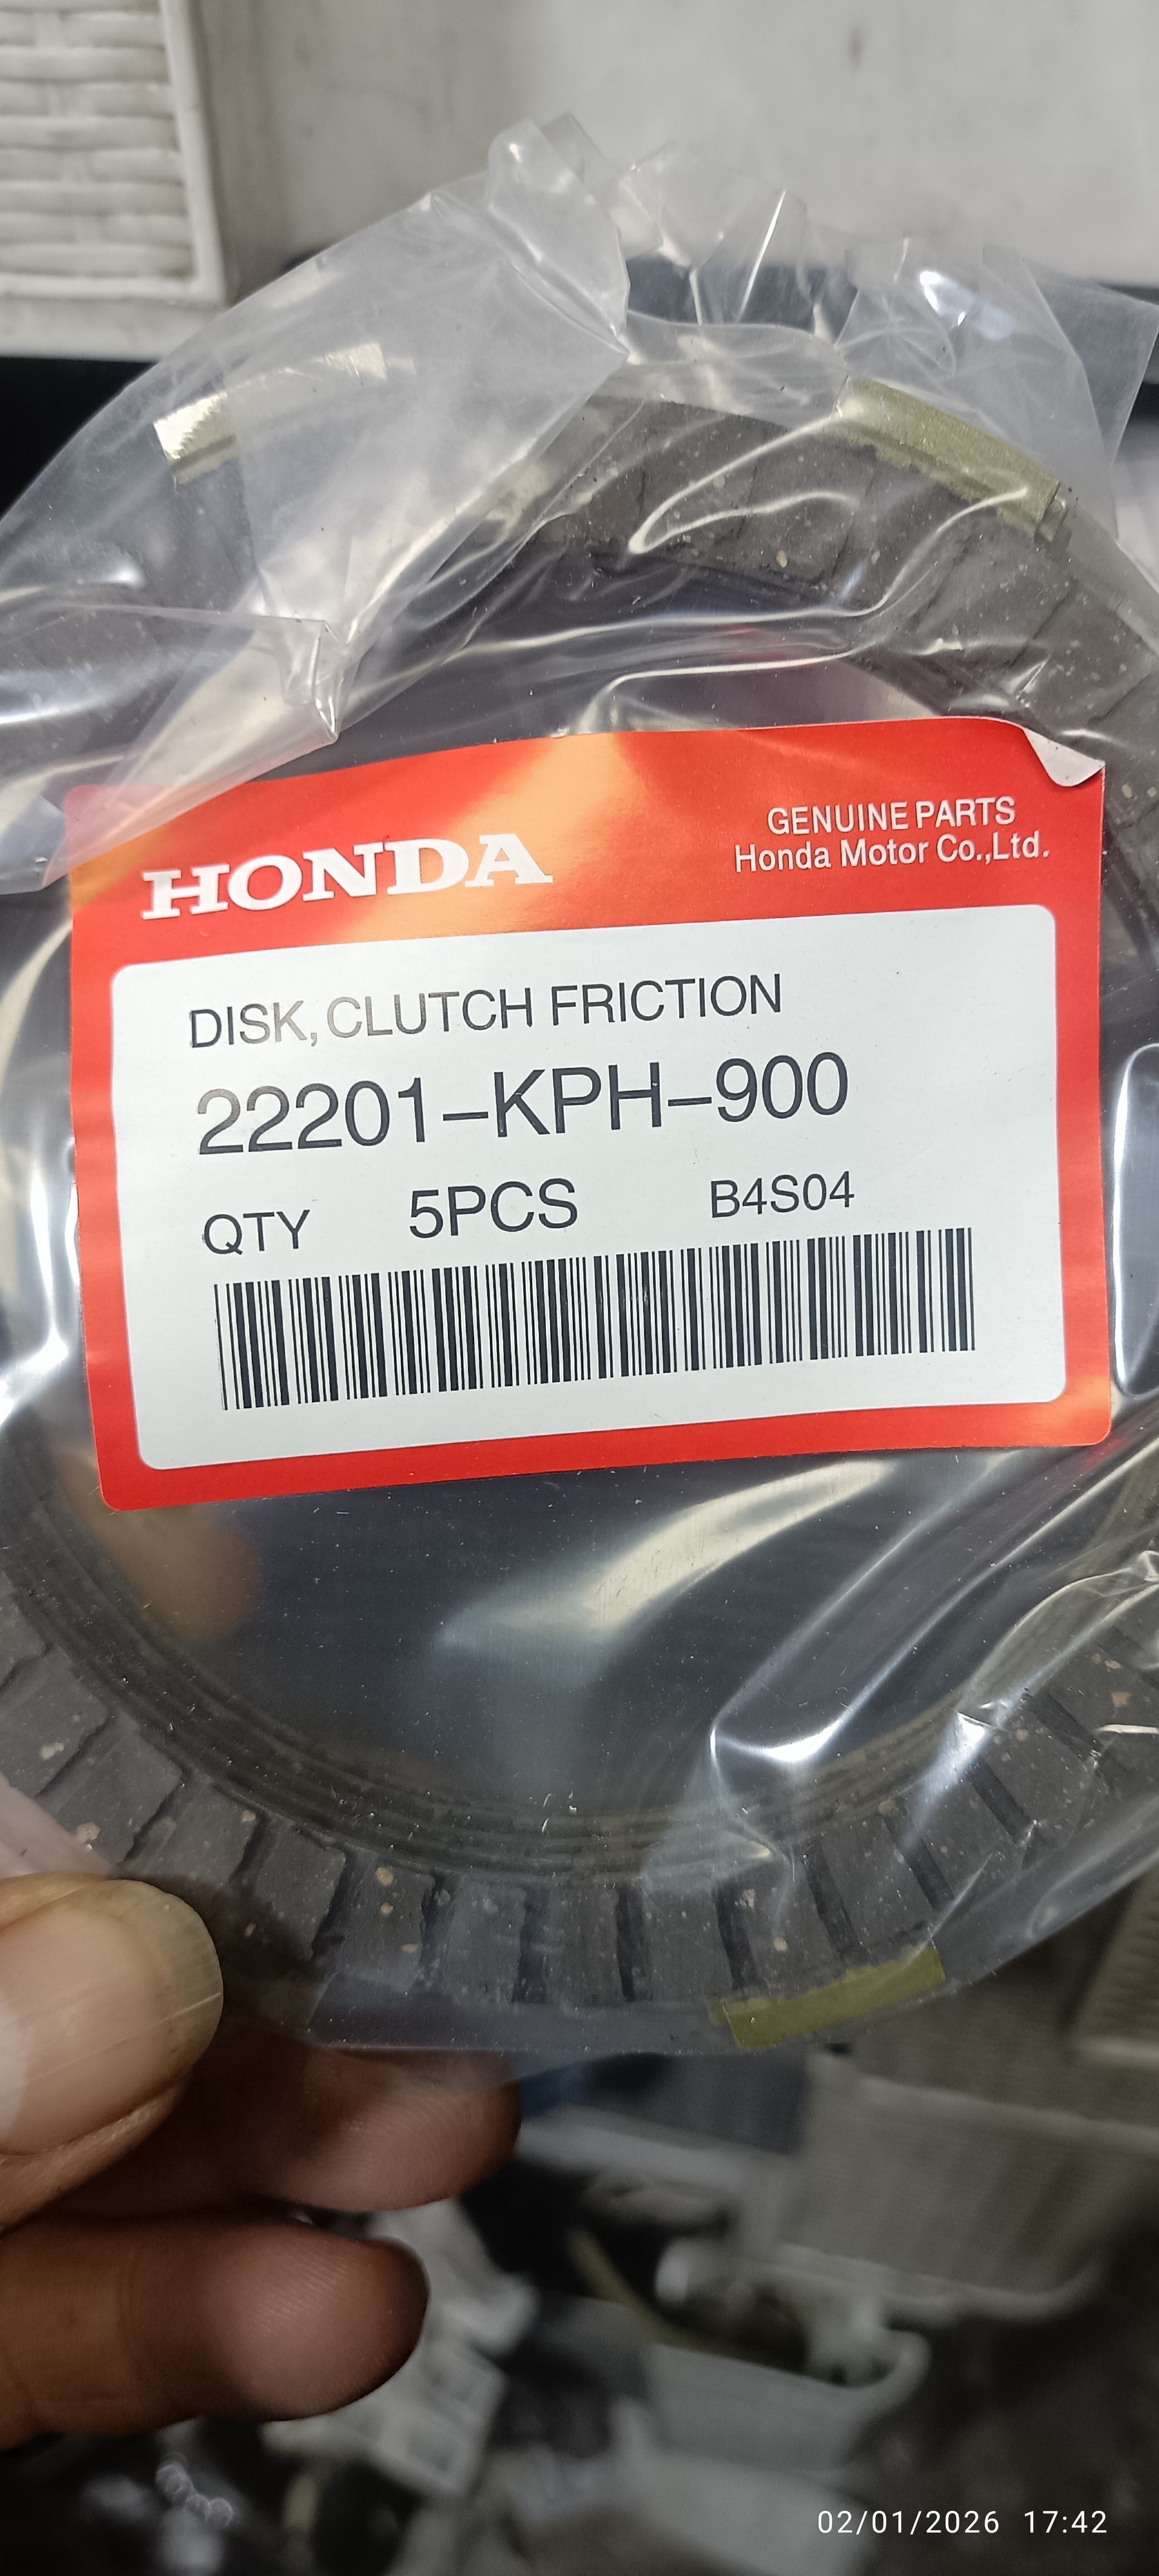 HONDA
GENUINE PARTS
Honda Motor Co.,Ltd.
DISK, CLUTCH FRICTION
22201–KPH–900
QTY 5PCS B4S04
02/01/2026 17:42